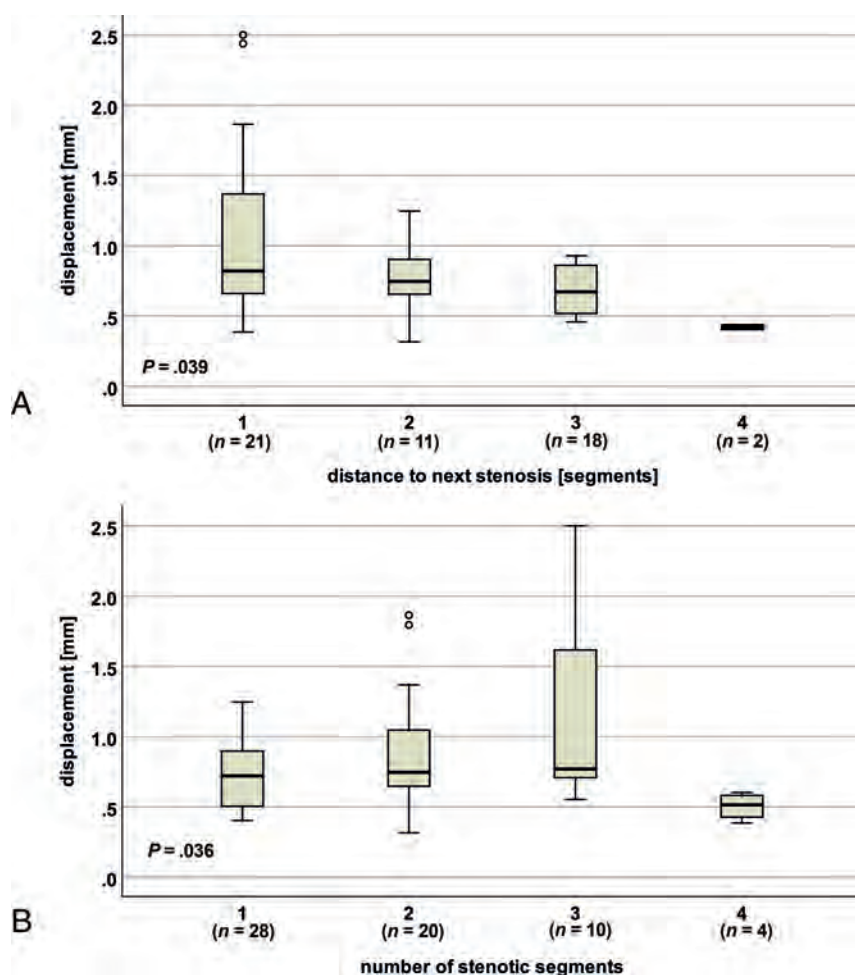 2.5
2.0
1.5
1.0
.5
.0
displacement [mm]
P = .039
A
1 2 3 4
(n = 21) (n = 11) (n = 18) (n = 2)
distance to next stenosis [segments]
2.5
2.0
1.5
1.0
.5
.0
displacement [mm]
P = .036
B
1 2 3 4
(n = 28) (n = 20) (n = 10) (n = 4)
number of stenotic segments